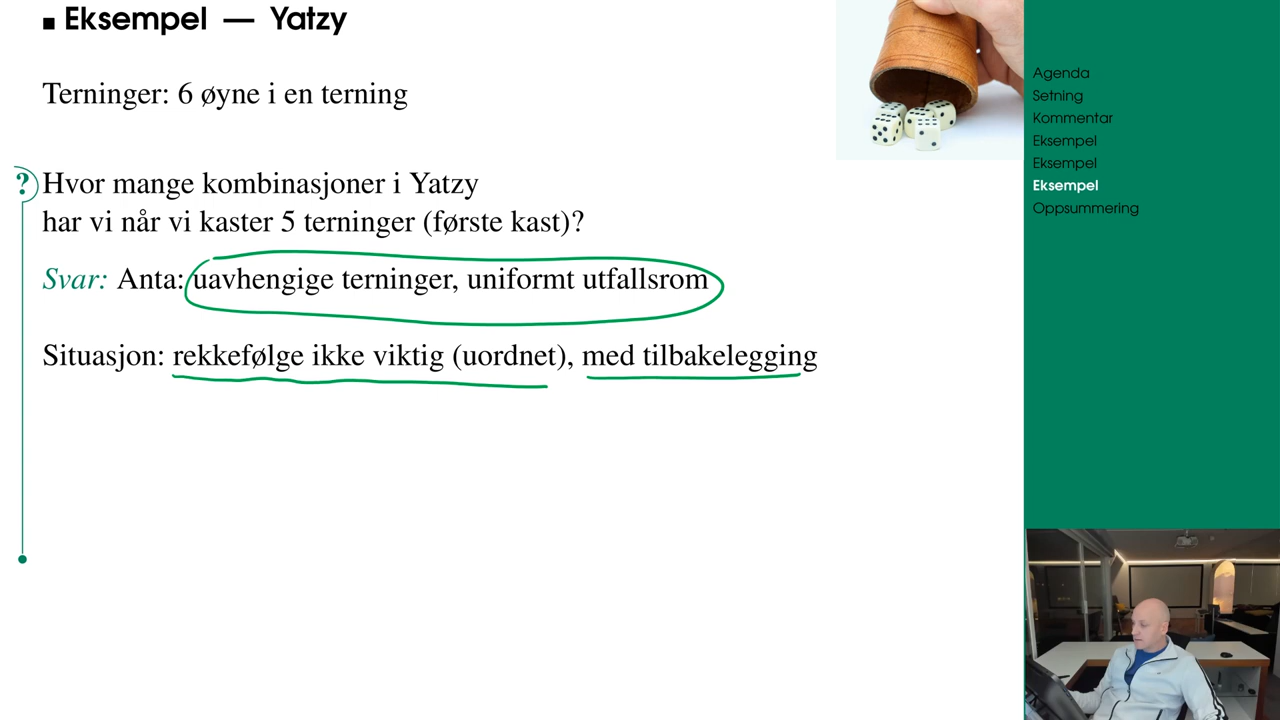 Eksempel — Yatzy
Terninger: 6 øyne i en terning
? Hvor mange kombinasjoner i Yatzy
har vi når vi kaster 5 terninger (første kast)?
Svar: Anta: uavhengige terninger, uniformt utfallsrom
Situasjon: rekkefølge ikke viktig (uordnet), med tilbakelegging
Agenda
Setning
Kommentar
Eksempel
Eksempel
Eksempel
Oppsummering